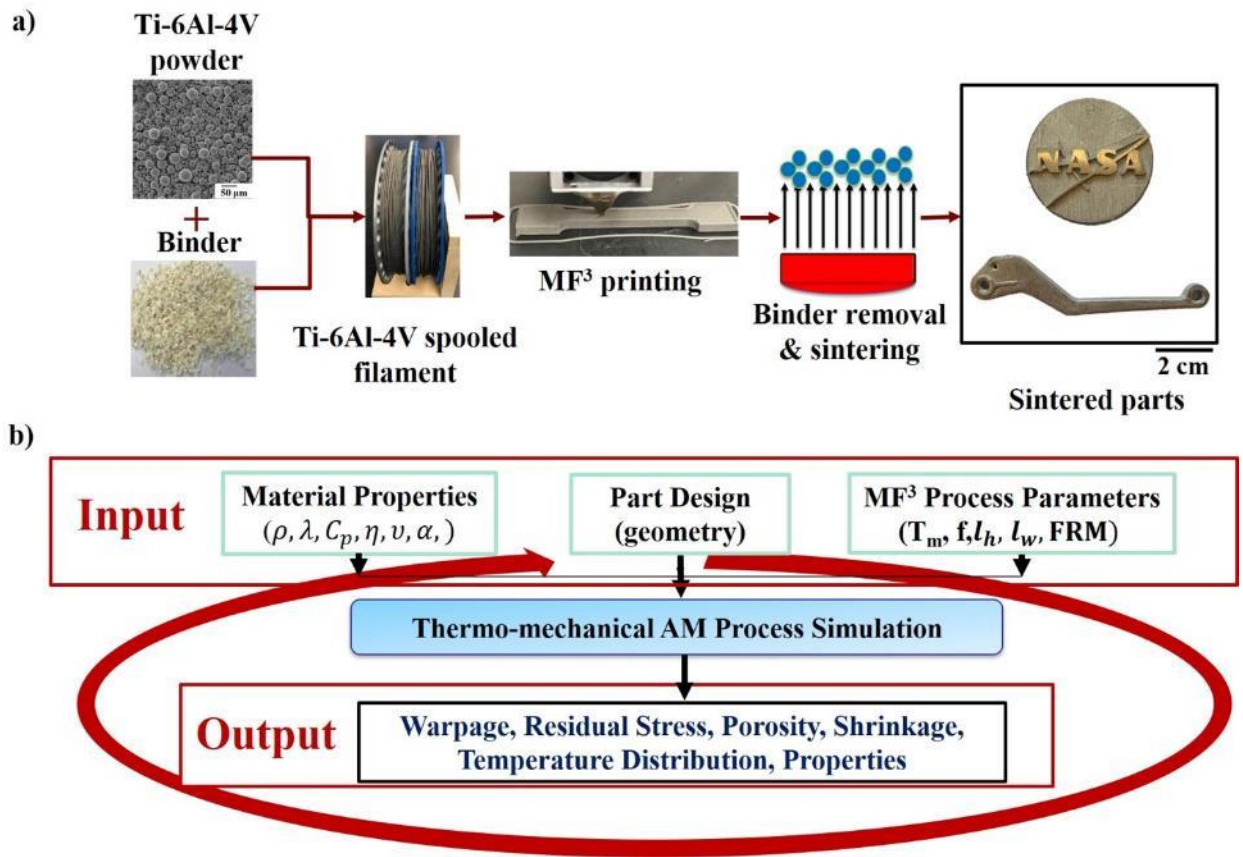 a)
Ti-6Al-4V
powder
50 μm
+
Binder
Ti-6Al-4V spooled
filament
MF³ printing
Binder removal
& sintering
NASA
2 cm
Sintered parts
b)
Input
Material Properties
(ρ, λ, Cₚ, η, υ, α, )
Part Design
(geometry)
MF³ Process Parameters
(Tₘ, f,lₕ, l_w, FRM)
Thermo-mechanical AM Process Simulation
Output
Warpage, Residual Stress, Porosity, Shrinkage,
Temperature Distribution, Properties